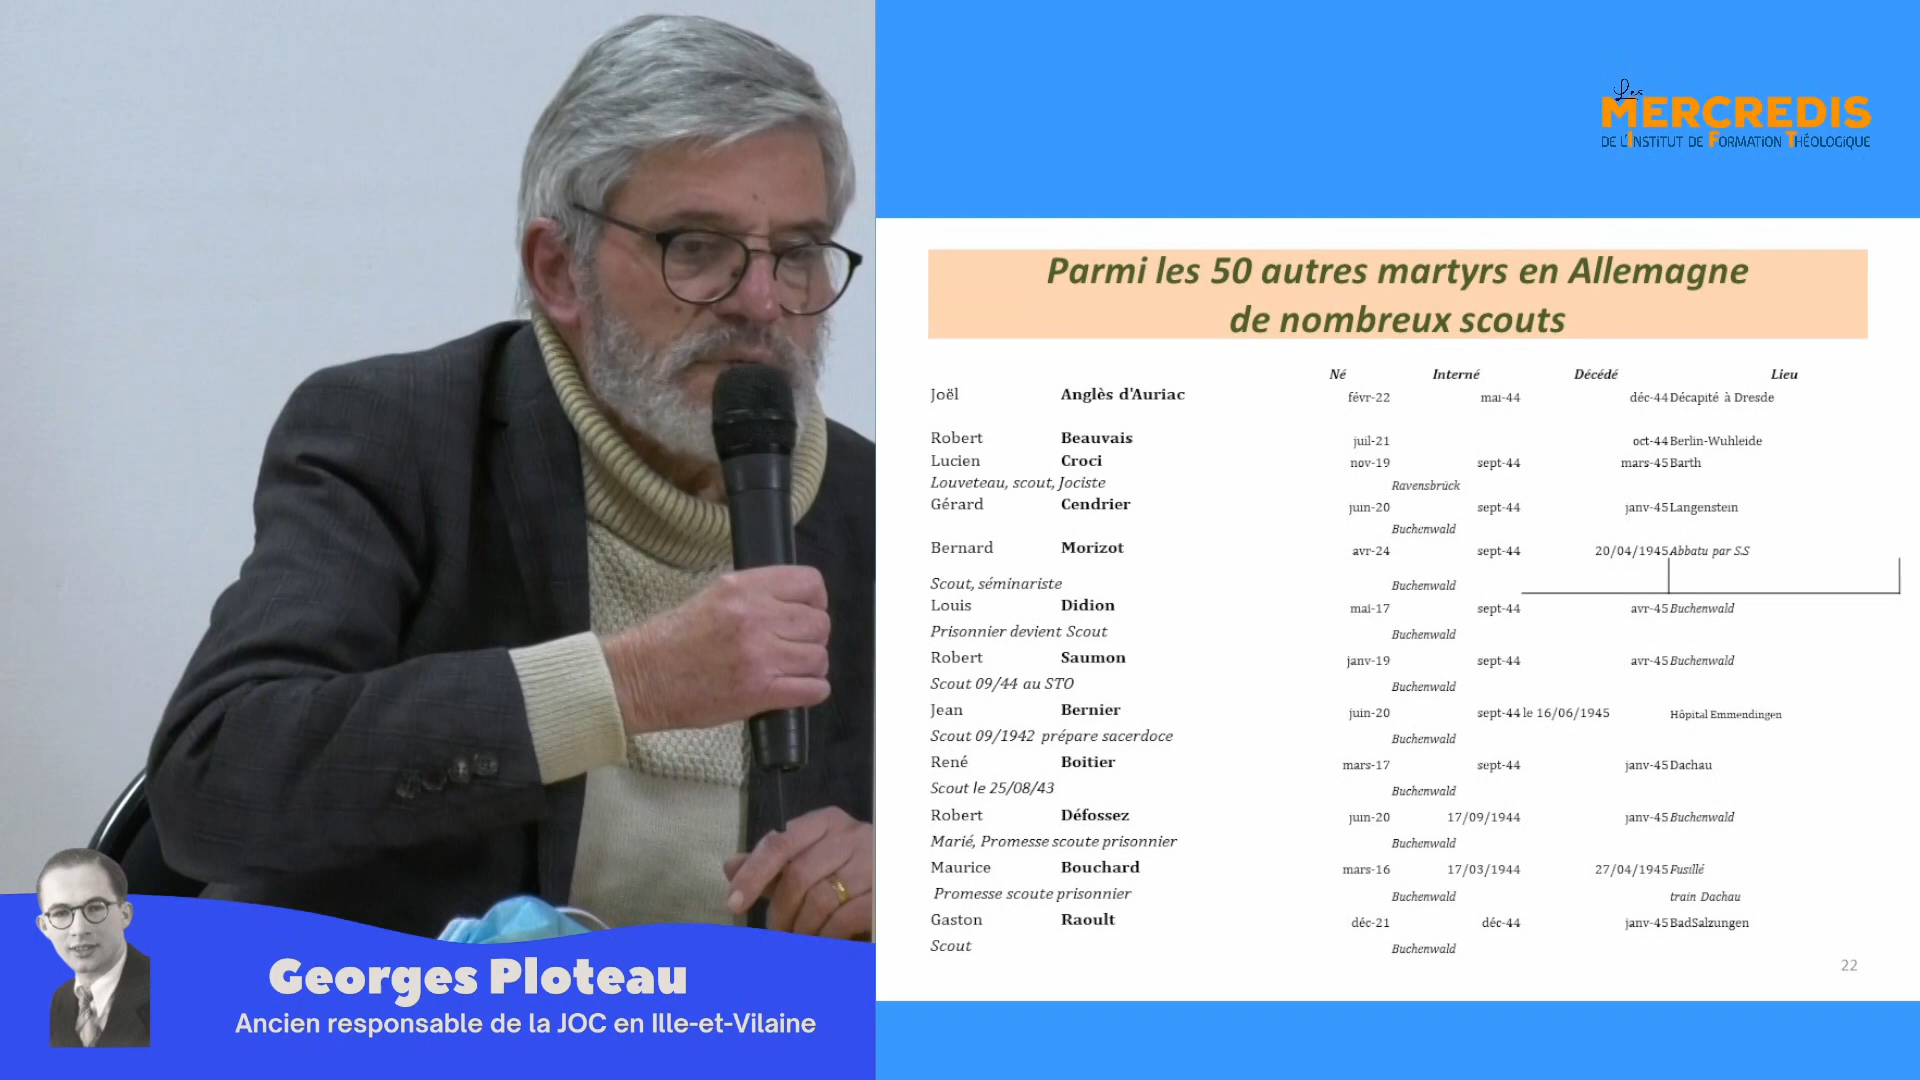 Les
MERCREDIS
DE L'INSTITUT DE FORMATION THÉOLOGIQUE
Parmi les 50 autres martyrs en Allemagne
de nombreux scouts
Né Interné Décédé Lieu
Joël Anglès d'Auriac févr-22 mai-44 déc-44 Décapité à Dresde
Robert Beauvais juil-21 oct-44 Berlin-Wuhleide
Lucien Croci nov-19 sept-44 mars-45 Barth
Louveteau, scout, Jociste Ravensbrück
Gérard Cendrier juin-20 sept-44 janv-45 Langenstein
Buchenwald
Bernard Morizot avr-24 sept-44 20/04/1945 Abbatu par S.S
Scout, séminariste Buchenwald
Louis Didion mai-17 sept-44 avr-45 Buchenwald
Prisonnier devient Scout Buchenwald
Robert Saumon janv-19 sept-44 avr-45 Buchenwald
Scout 09/44 au STO Buchenwald
Jean Bernier juin-20 sept-44 le 16/06/1945 Hôpital Emmendingen
Scout 09/1942 prépare sacerdoce Buchenwald
René Boitier mars-17 sept-44 janv-45 Dachau
Scout le 25/08/43 Buchenwald
Robert Défossez juin-20 17/09/1944 janv-45 Buchenwald
Marié, Promesse scoute prisonnier Buchenwald
Maurice Bouchard mars-16 17/03/1944 27/04/1945 Fusillé
Promesse scoute prisonnier Buchenwald train Dachau
Gaston Raoult déc-21 déc-44 janv-45 BadSalzungen
Scout Buchenwald
22
Georges Ploteau
Ancien responsable de la JOC en Ille-et-Vilaine